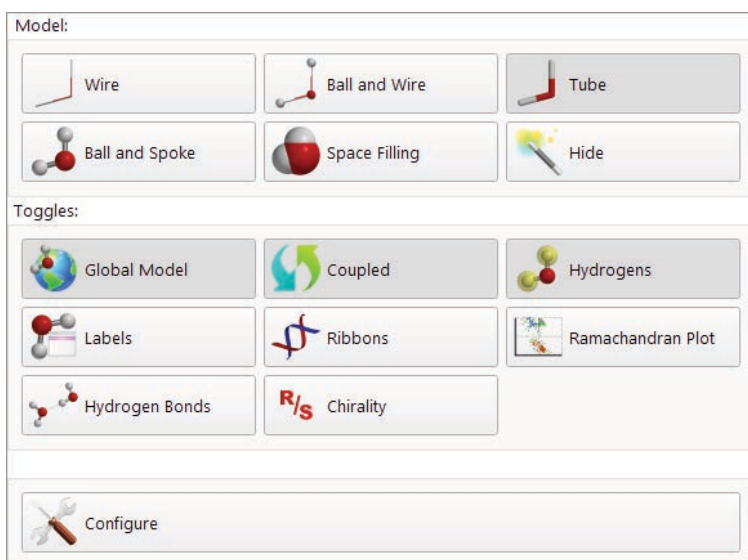 Model:
Wire
Ball and Wire
Tube
Ball and Spoke
Space Filling
Hide
Toggles:
Global Model
Coupled
Hydrogens
Labels
Ribbons
Ramachandran Plot
Hydrogen Bonds
R/S Chirality
Configure